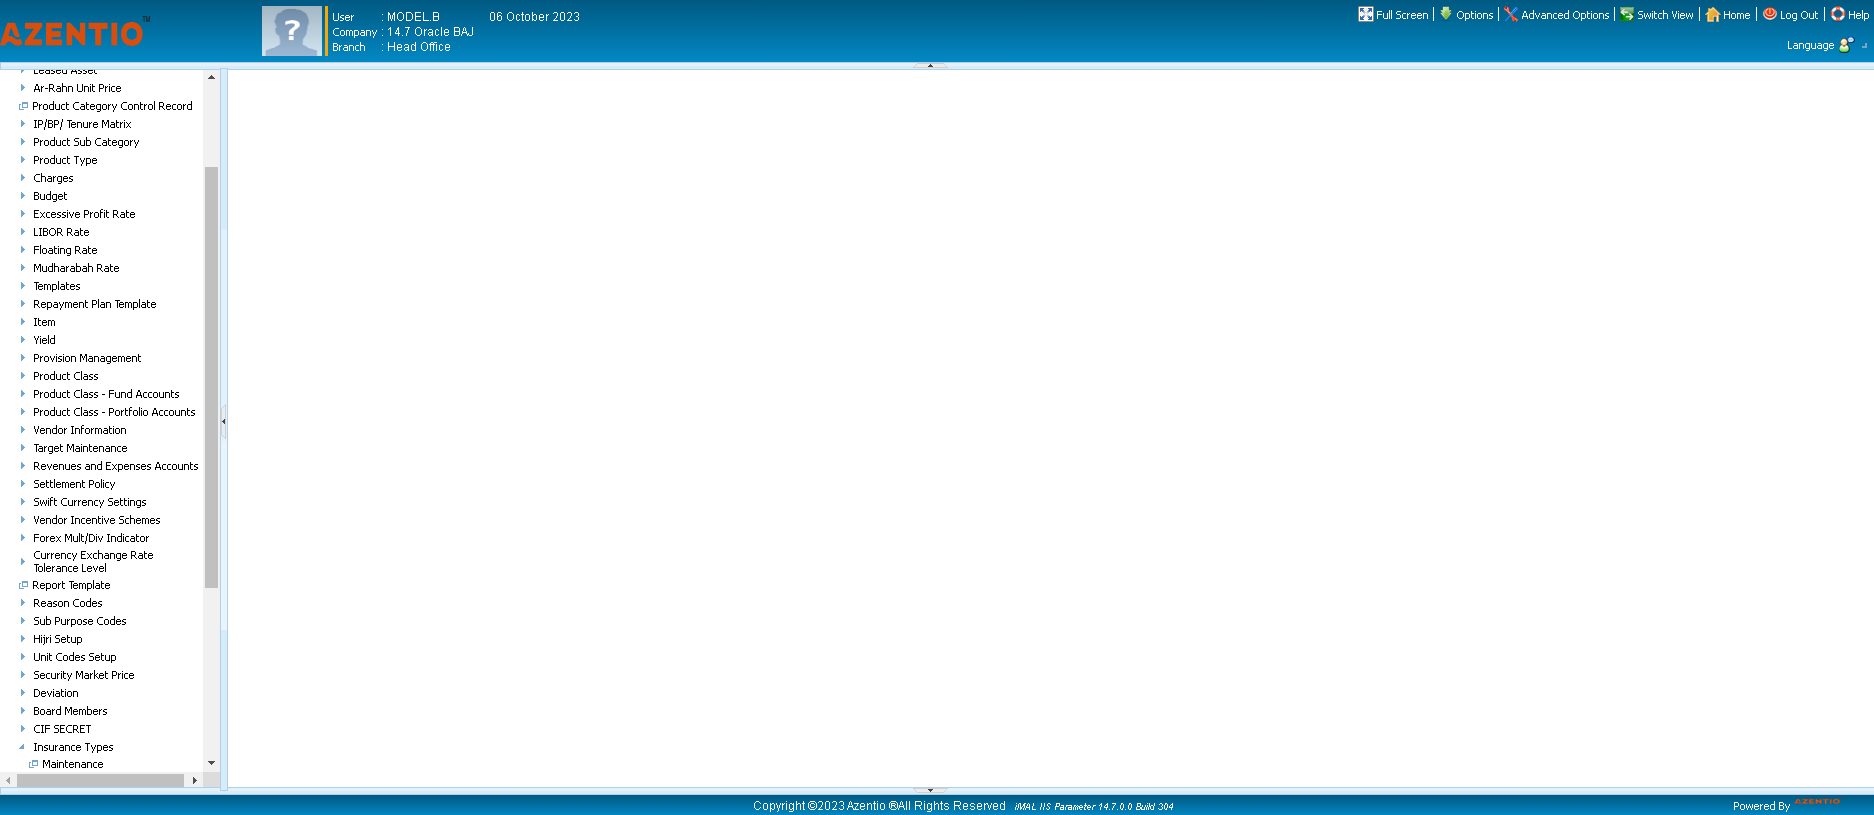 AZENTIO™
User : MODEL.B 06 October 2023
Company : 14.7 Oracle BAJ
Branch : Head Office
Full Screen Options Advanced Options Switch View Home Log Out Help
Language
Leased Asset
Ar-Rahn Unit Price
Product Category Control Record
IP/BP/ Tenure Matrix
Product Sub Category
Product Type
Charges
Budget
Excessive Profit Rate
LIBOR Rate
Floating Rate
Mudharabah Rate
Templates
Repayment Plan Template
Item
Yield
Provision Management
Product Class
Product Class - Fund Accounts
Product Class - Portfolio Accounts
Vendor Information
Target Maintenance
Revenues and Expenses Accounts
Settlement Policy
Swift Currency Settings
Vendor Incentive Schemes
Forex Mult/Div Indicator
Currency Exchange Rate
Tolerance Level
Report Template
Reason Codes
Sub Purpose Codes
Hijri Setup
Unit Codes Setup
Security Market Price
Deviation
Board Members
CIF SECRET
Insurance Types
Maintenance
Copyright ©2023 Azentio ®All Rights Reserved iMAL IIS Parameter 14.7.0.0 Build 304
Powered By AZENTIO